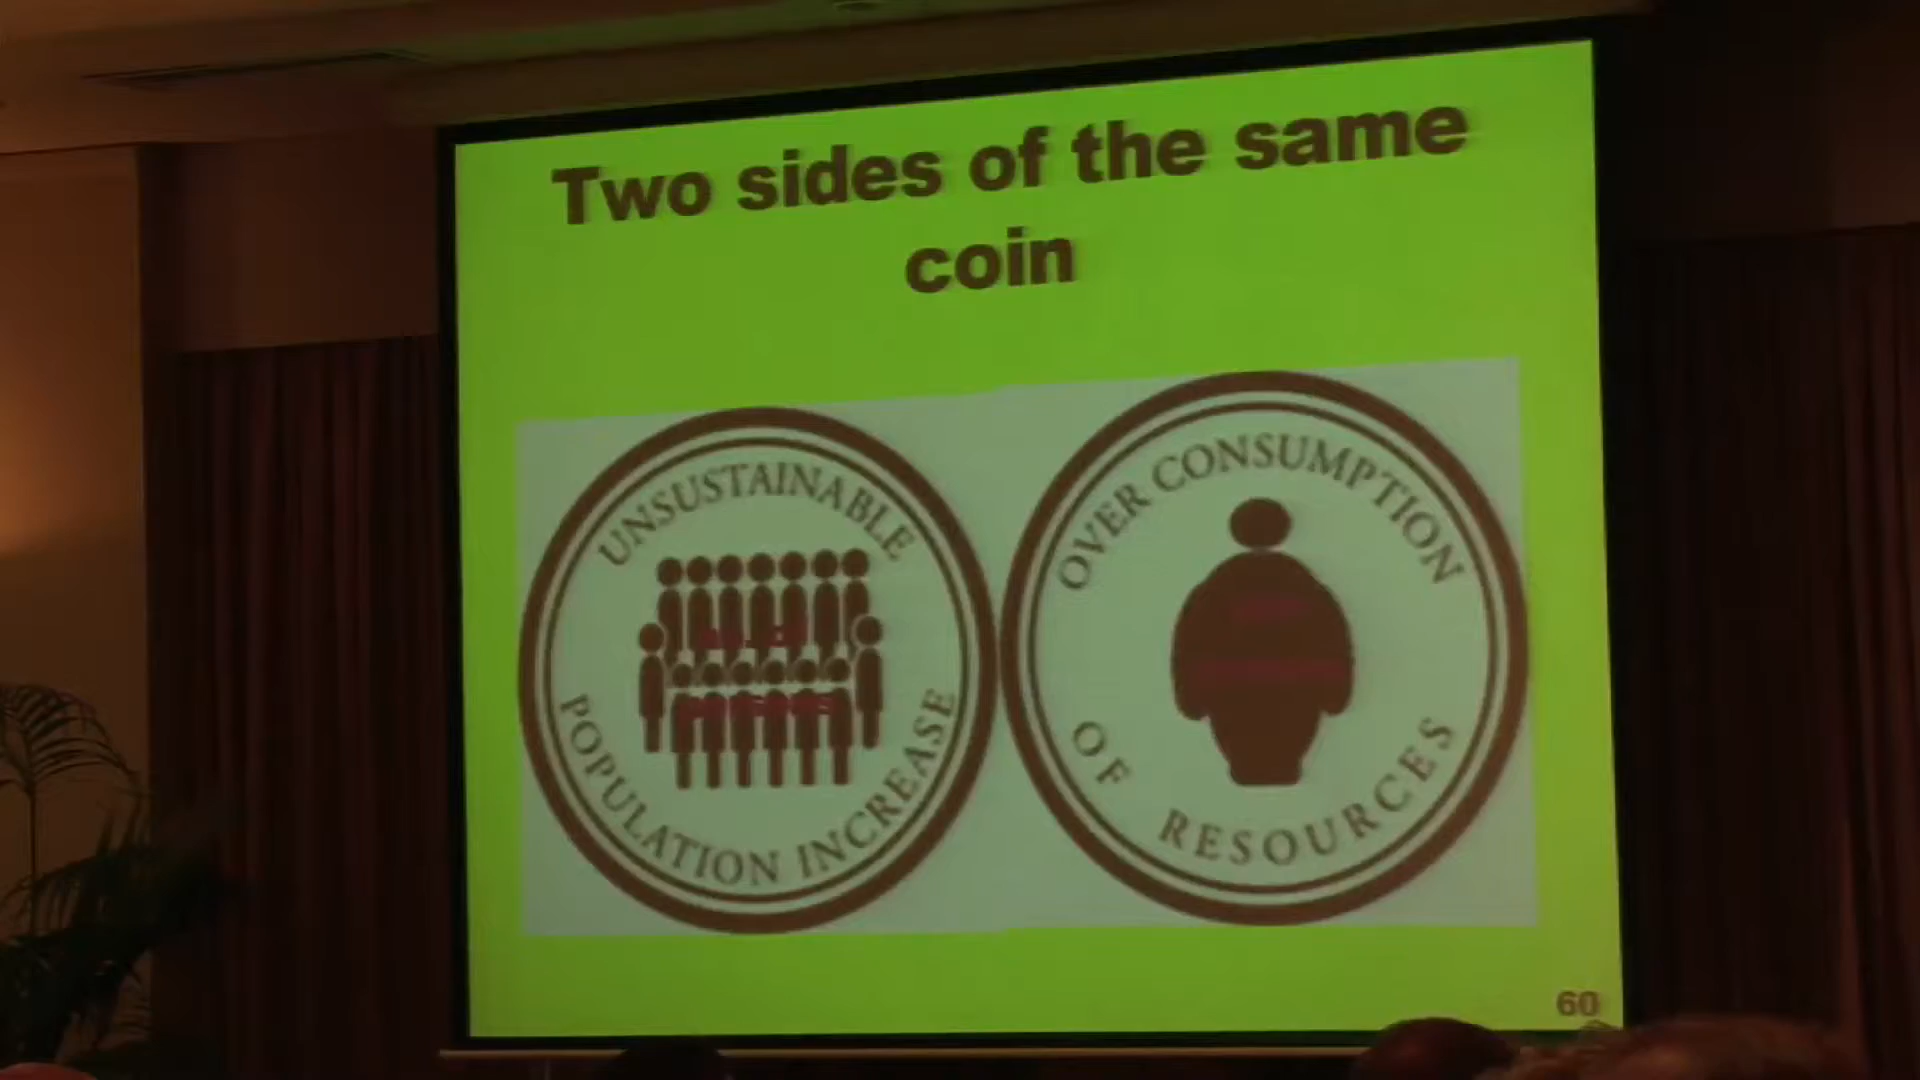 Two sides of the same
coin
UNSUSTAINABLE
POPULATION INCREASE
OVER CONSUMPTION
OF RESOURCES
60